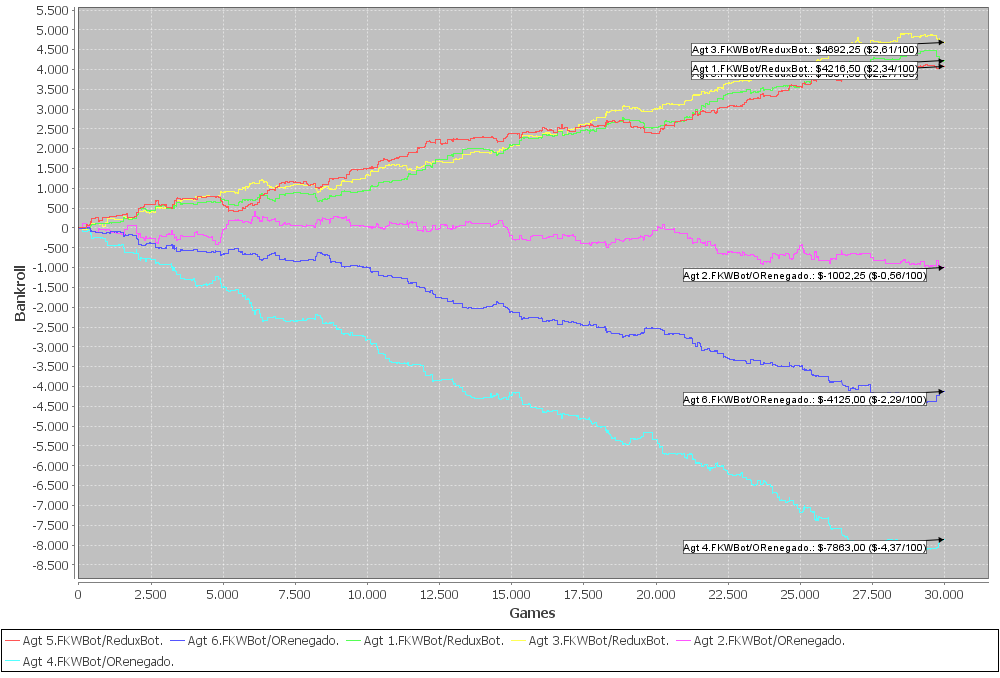 5.500
5.000
4.500
4.000
3.500
3.000
2.500
2.000
1.500
1.000
500
0
-500
-1.000
-1.500
-2.000
-2.500
-3.000
-3.500
-4.000
-4.500
-5.000
-5.500
-6.000
-6.500
-7.000
-7.500
-8.000
-8.500
Bankroll
Agt 3.FKWBot/ReduxBot.: $4692,25 ($2,61/100)
Agt 1.FKWBot/ReduxBot.: $4216,50 ($2,34/100)
Agt 2.FKWBot/ORenegado.: $-1002,25 ($-0,56/100)
Agt 6.FKWBot/ORenegado.: $-4125,00 ($-2,29/100)
Agt 4.FKWBot/ORenegado.: $-7863,00 ($-4,37/100)
0 2.500 5.000 7.500 10.000 12.500 15.000 17.500 20.000 22.500 25.000 27.500 30.000
Games
Agt 5.FKWBot/ReduxBot. Agt 6.FKWBot/ORenegado. Agt 1.FKWBot/ReduxBot. Agt 3.FKWBot/ReduxBot. Agt 2.FKWBot/ORenegado.
Agt 4.FKWBot/ORenegado.